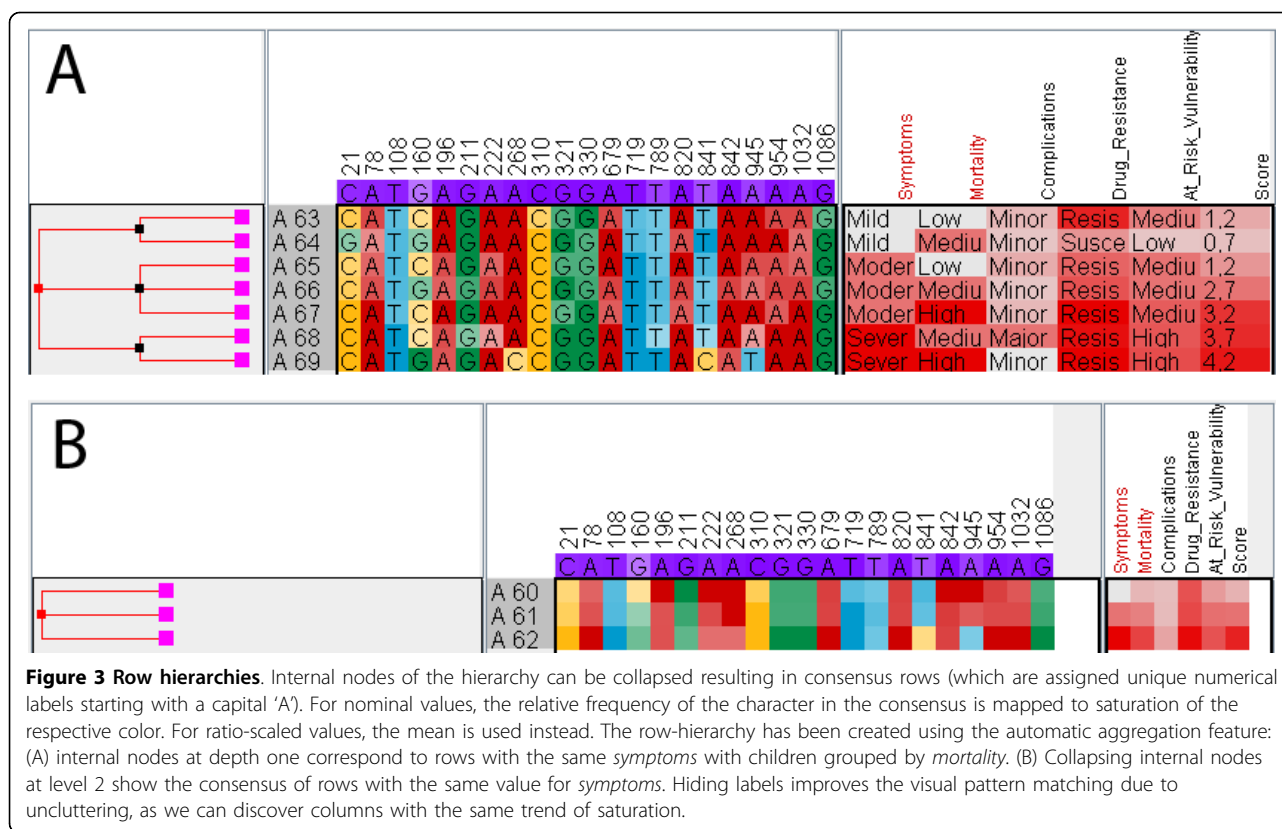 A
21 78 108 160 196 211 222 268 310 321 330 679 719 789 820 841 842 945 954 1032 1086
Symptoms Mortality Complications Drug_Resistance At_Risk_Vulnerability Score
C A T G A G A A C G G A T T A T A A A A G
A 63 C A T C A G A A C G G A T T A T A A A A G Mild Low Minor Resis Mediu 1,2
A 64 G A T G A G A A C G G A T T A T A A A A G Mild Mediu Minor Susce Low 0,7
A 65 C A T C A G A A C G G A T T A T A A A A G Moder Low Minor Resis Mediu 1,2
A 66 C A T G A G A A C G G A T T A T A A A A G Moder Mediu Minor Resis Mediu 2,7
A 67 C A T C A G A A C G G A T T A T A A A A G Moder High Minor Resis Mediu 3,2
A 68 C A T C A G A A C G G A T T A T A A A A G Sever Mediu Major Resis High 3,7
A 69 C A T G A G A C C G G A T T A C A T A A G Sever High Minor Resis High 4,2
B
21 78 108 160 196 211 222 268 310 321 330 679 719 789 820 841 842 945 954 1032 1086
Symptoms Mortality Complications Drug_Resistance At_Risk_Vulnerability Score
C A T G A G A A C G G A T T A T A A A A G
A 60
A 61
A 62
Figure 3 Row hierarchies. Internal nodes of the hierarchy can be collapsed resulting in consensus rows (which are assigned unique numerical
labels starting with a capital ‘A’). For nominal values, the relative frequency of the character in the consensus is mapped to saturation of the
respective color. For ratio-scaled values, the mean is used instead. The row-hierarchy has been created using the automatic aggregation feature:
(A) internal nodes at depth one correspond to rows with the same symptoms with children grouped by mortality. (B) Collapsing internal nodes
at level 2 show the consensus of rows with the same value for symptoms. Hiding labels improves the visual pattern matching due to
uncluttering, as we can discover columns with the same trend of saturation.